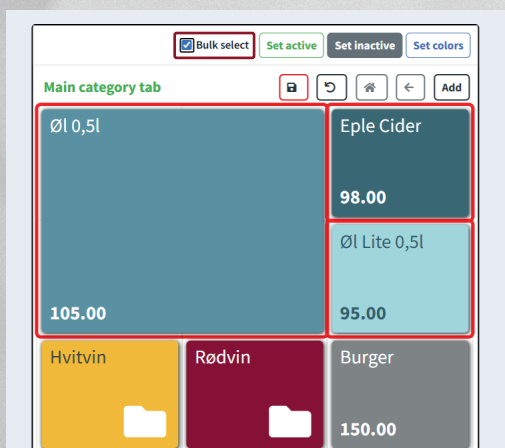 Bulk select
Set active
Set inactive
Set colors
Main category tab
Add
Øl 0,5l
Eple Cider
98.00
Øl Lite 0,5l
105.00
95.00
Hvitvin
Rødvin
Burger
150.00